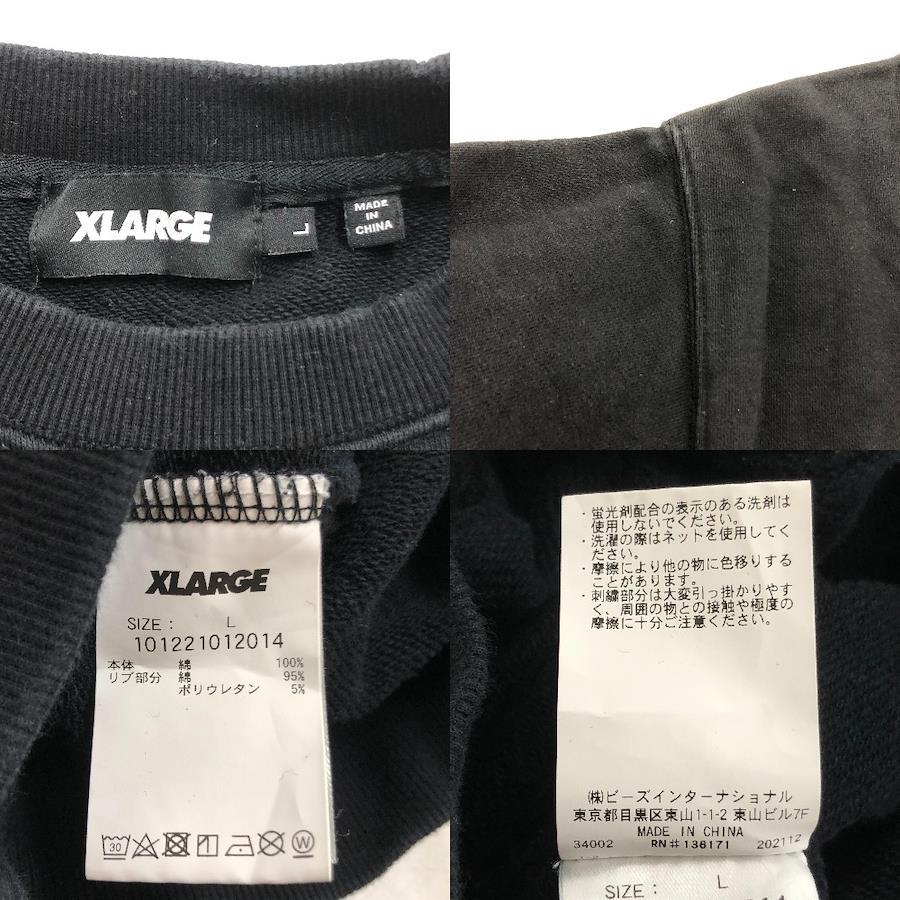 XLARGE
L
MADE
IN
CHINA
XLARGE
SIZE : L
101221012014
本体 綿 100%
リブ部分 綿 95%
ポリウレタン 5%
30
W
・蛍光剤配合の表示のある洗剤は
使用しないでください。
・洗濯の際はネットを使用してく
ださい。
・摩擦により他の物に色移りする
ことがあります。
・刺繍部分は大変引っ掛かりやす
く、周囲の物との接触や極度の
摩擦に十分ご注意ください。
㈱ビーズインターナショナル
東京都目黒区東山1-1-2 東山ビル7F
MADE IN CHINA
34002 RN#136171 202112
SIZE : L